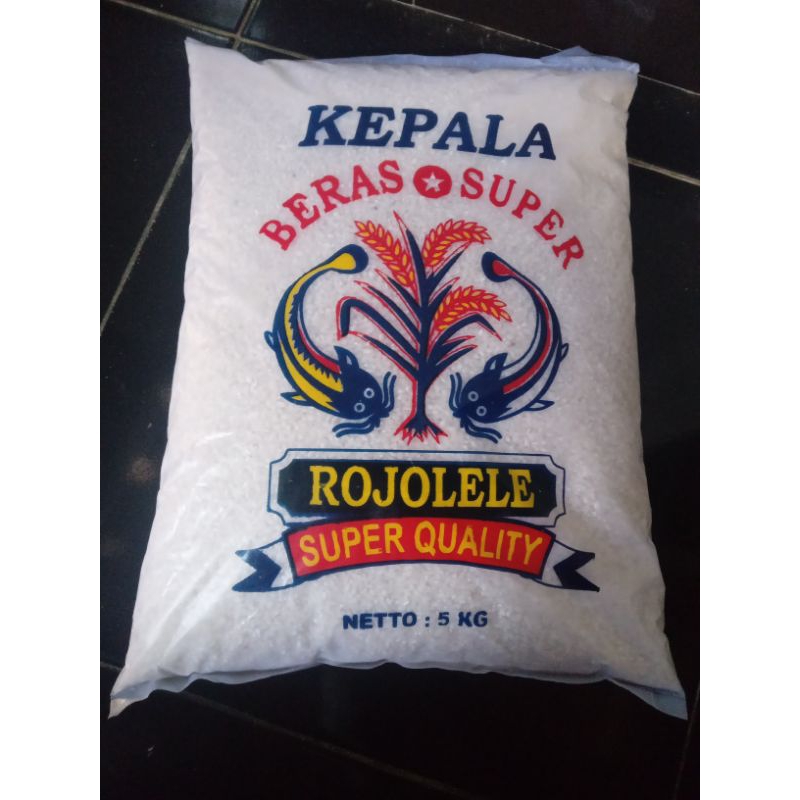 KEPALA
BERAS SUPER
ROJOLELE
SUPER QUALITY
NETTO : 5 KG